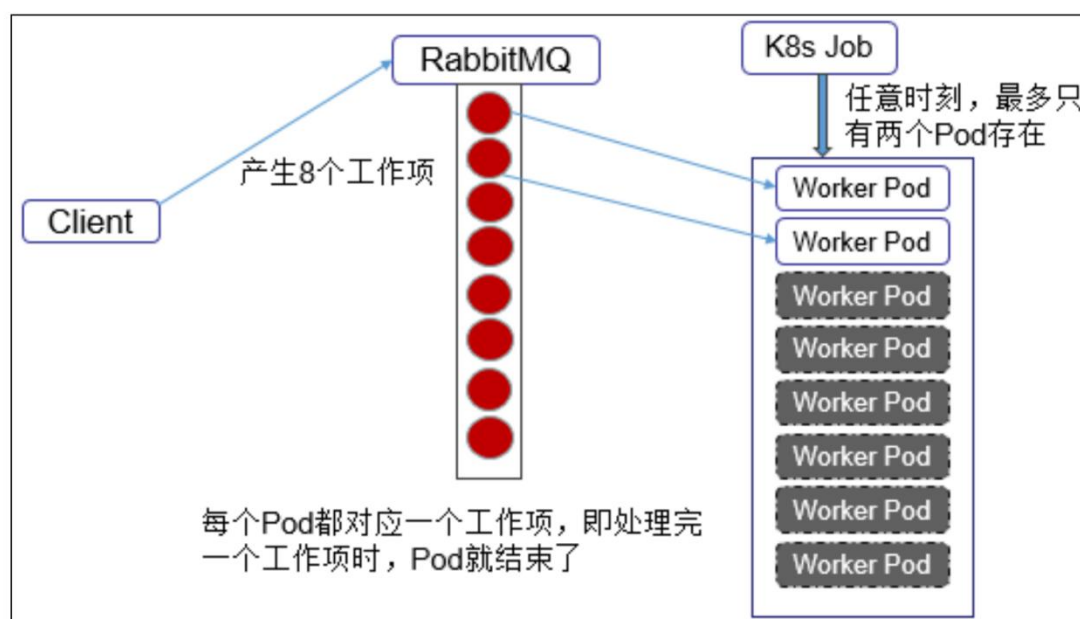 RabbitMQ
K8s Job
任意时刻，最多只
有两个Pod存在
产生8个工作项
Client
Worker Pod
Worker Pod
Worker Pod
Worker Pod
Worker Pod
Worker Pod
Worker Pod
Worker Pod
每个Pod都对应一个工作项，即处理完
一个工作项时，Pod就结束了